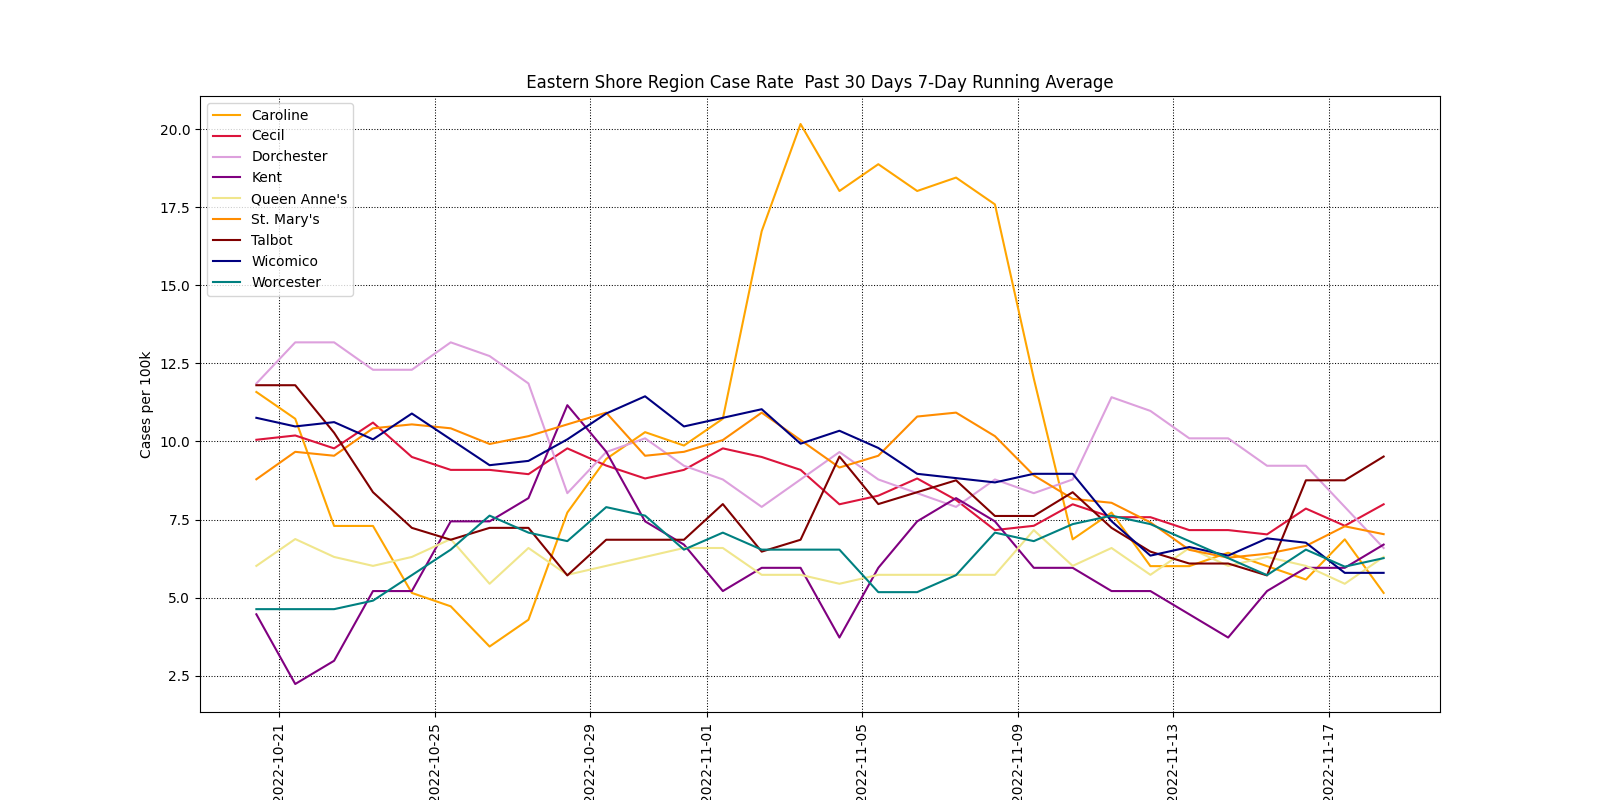 Eastern Shore Region Case Rate  Past 30 Days 7-Day Running Average
Caroline
Cecil
Dorchester
Kent
Queen Anne's
St. Mary's
Talbot
Wicomico
Worcester
20.0
17.5
15.0
12.5
10.0
7.5
5.0
2.5
Cases per 100k
2022-10-21
2022-10-25
2022-10-29
2022-11-01
2022-11-05
2022-11-09
2022-11-13
2022-11-17